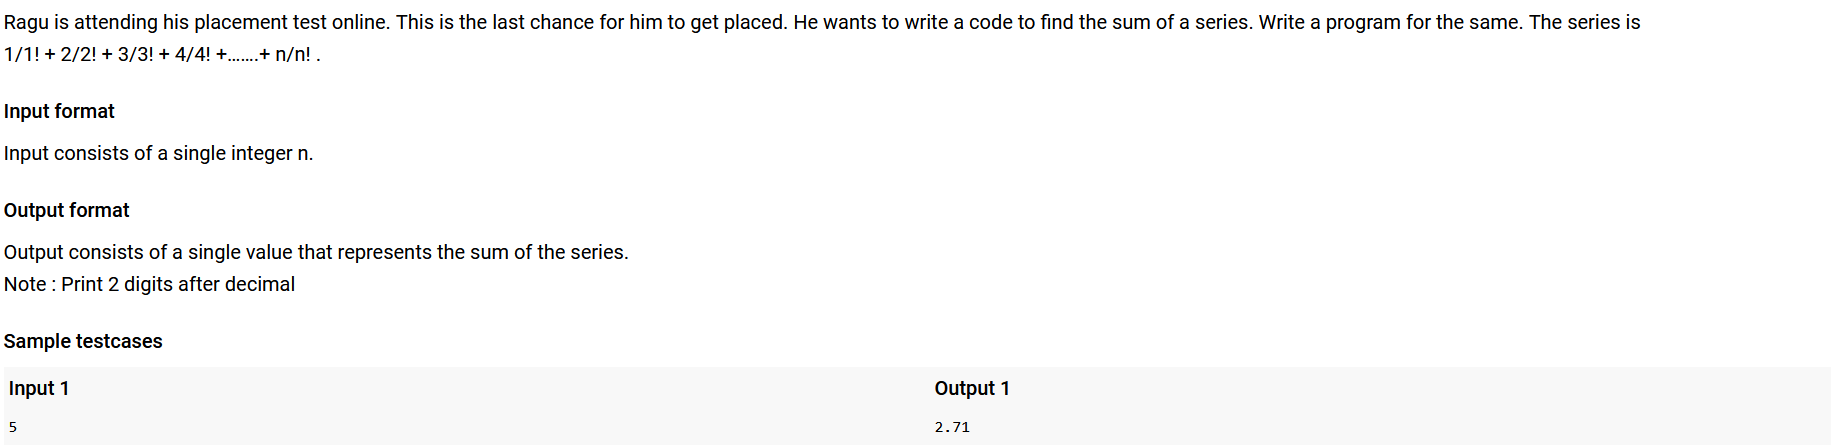 Ragu is attending his placement test online. This is the last chance for him to get placed. He wants to write a code to find the sum of a series. Write a program for the same. The series is
1/1! + 2/2! + 3/3! + 4/4! +.......+ n/n! .
Input format
Input consists of a single integer n.
Output format
Output consists of a single value that represents the sum of the series.
Note : Print 2 digits after decimal
Sample testcases
Input 1 Output 1
5 2.71